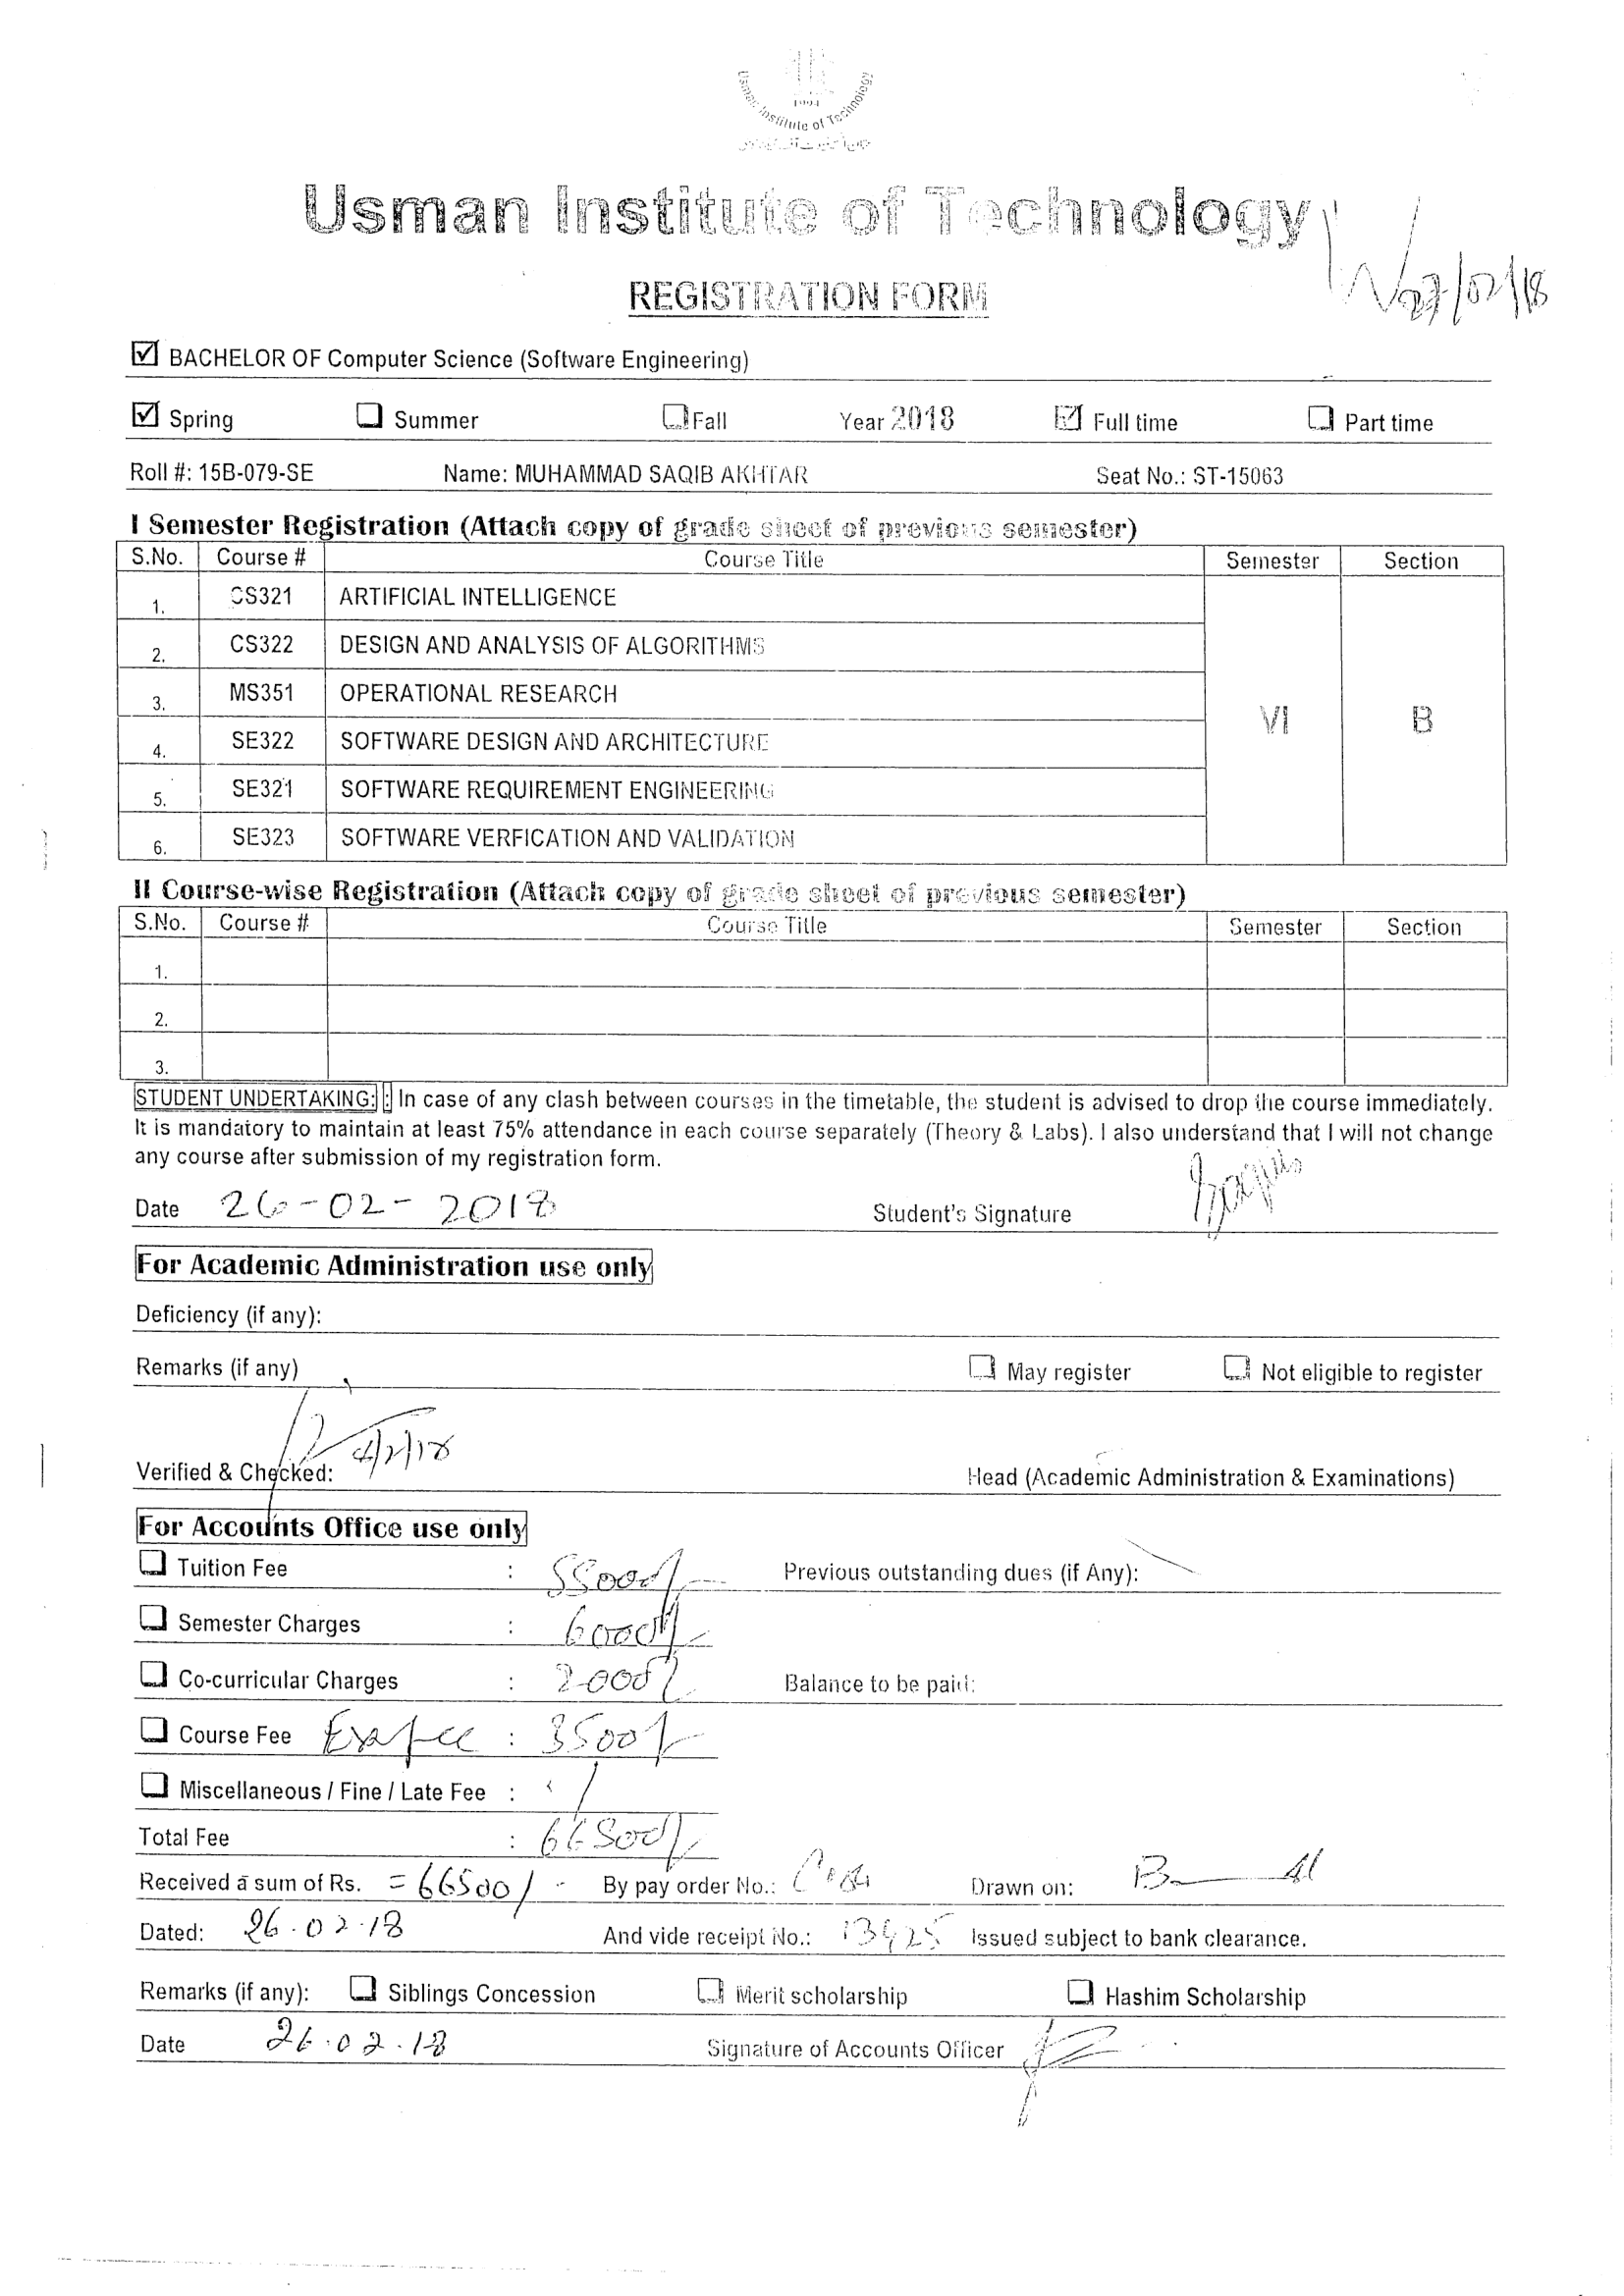 1994
Usman Institute of Technology
Usman Institute of Technology
REGISTRATION FORM
27/02/18
BACHELOR OF Computer Science (Software Engineering)
Spring Summer Fall Year 2018 Full time Part time
Roll #: 15B-079-SE Name: MUHAMMAD SAQIB AKHTAR Seat No.: ST-15063
I Semester Registration (Attach copy of grade sheet of previous semester)
S.No. Course # Course Title Semester Section
1. CS321 ARTIFICIAL INTELLIGENCE
2. CS322 DESIGN AND ANALYSIS OF ALGORITHMS
3. MS351 OPERATIONAL RESEARCH
VI B
4. SE322 SOFTWARE DESIGN AND ARCHITECTURE
5. SE321 SOFTWARE REQUIREMENT ENGINEERING
6. SE323 SOFTWARE VERFICATION AND VALIDATION
II Course-wise Registration (Attach copy of grade sheet of previous semester)
S.No. Course # Course Title Semester Section
1.
2.
3.
STUDENT UNDERTAKING: : In case of any clash between courses in the timetable, the student is advised to drop the course immediately.
It is mandatory to maintain at least 75% attendance in each course separately (Theory & Labs). I also understand that I will not change
any course after submission of my registration form.
Date 26-02-2018 Student's Signature
For Academic Administration use only
Deficiency (if any):
Remarks (if any) May register Not eligible to register
Verified & Checked: Head (Academic Administration & Examinations)
For Accounts Office use only
Tuition Fee : 55000/- Previous outstanding dues (if Any):
Semester Charges : 6000/-
Co-curricular Charges : 2000/- Balance to be paid:
Course Fee : 3500/-
Miscellaneous / Fine / Late Fee :
Total Fee : 66500/-
Received a sum of Rs. =66500/- By pay order No.: Drawn on:
Dated: 26.02.18 And vide receipt No.: 13425 Issued subject to bank clearance.
Remarks (if any): Siblings Concession Merit scholarship Hashim Scholarship
Date 26.02.18 Signature of Accounts Officer